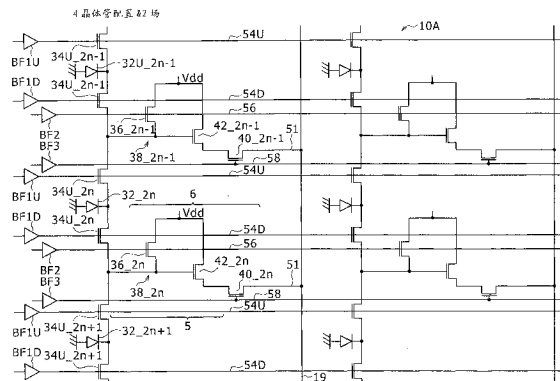 4晶体管配置&2场
10A
BF1U
54U
34U_2n-1
32U_2n-1
BF1D
34U_2n-1
Vdd
54D
56
36_2n-1
42_2n-1
40_2n-1
51
BF2
BF3
38_2n-1
58
54U
34U_2n
BF1U
32_2n
6
BF1D
34U_2n
Vdd
54D
56
36_2n
42_2n
51
BF2
BF3
38_2n
40_2n
58
54U
BF1U
34U_2n+1
5
32_2n+1
BF1D
34U_2n+1
54D
19